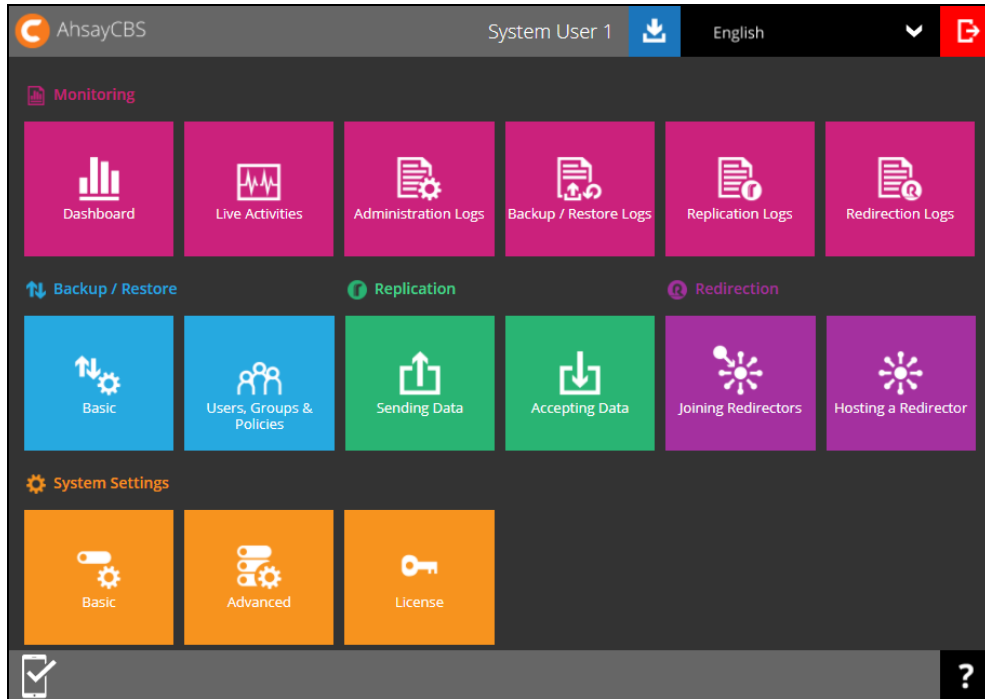 AhsayCBS
System User 1
English
Monitoring
Dashboard
Live Activities
Administration Logs
Backup / Restore Logs
Replication Logs
Redirection Logs
Backup / Restore
Replication
Redirection
Basic
Users, Groups &
Policies
Sending Data
Accepting Data
Joining Redirectors
Hosting a Redirector
System Settings
Basic
Advanced
License
?